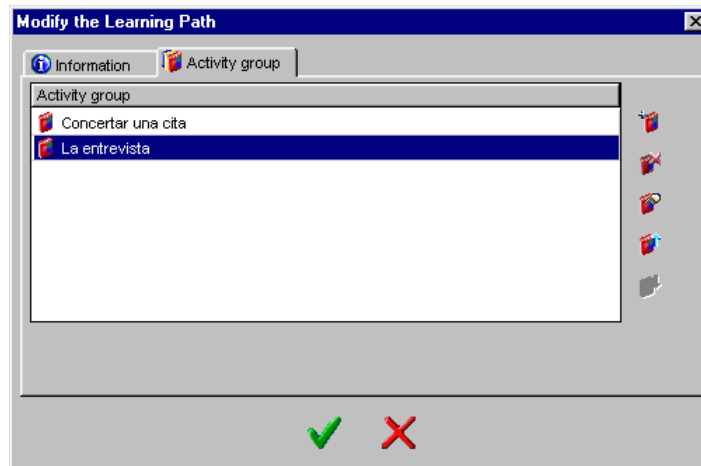 Modify the Learning Path
Information Activity group
Activity group
Concertar una cita
La entrevista